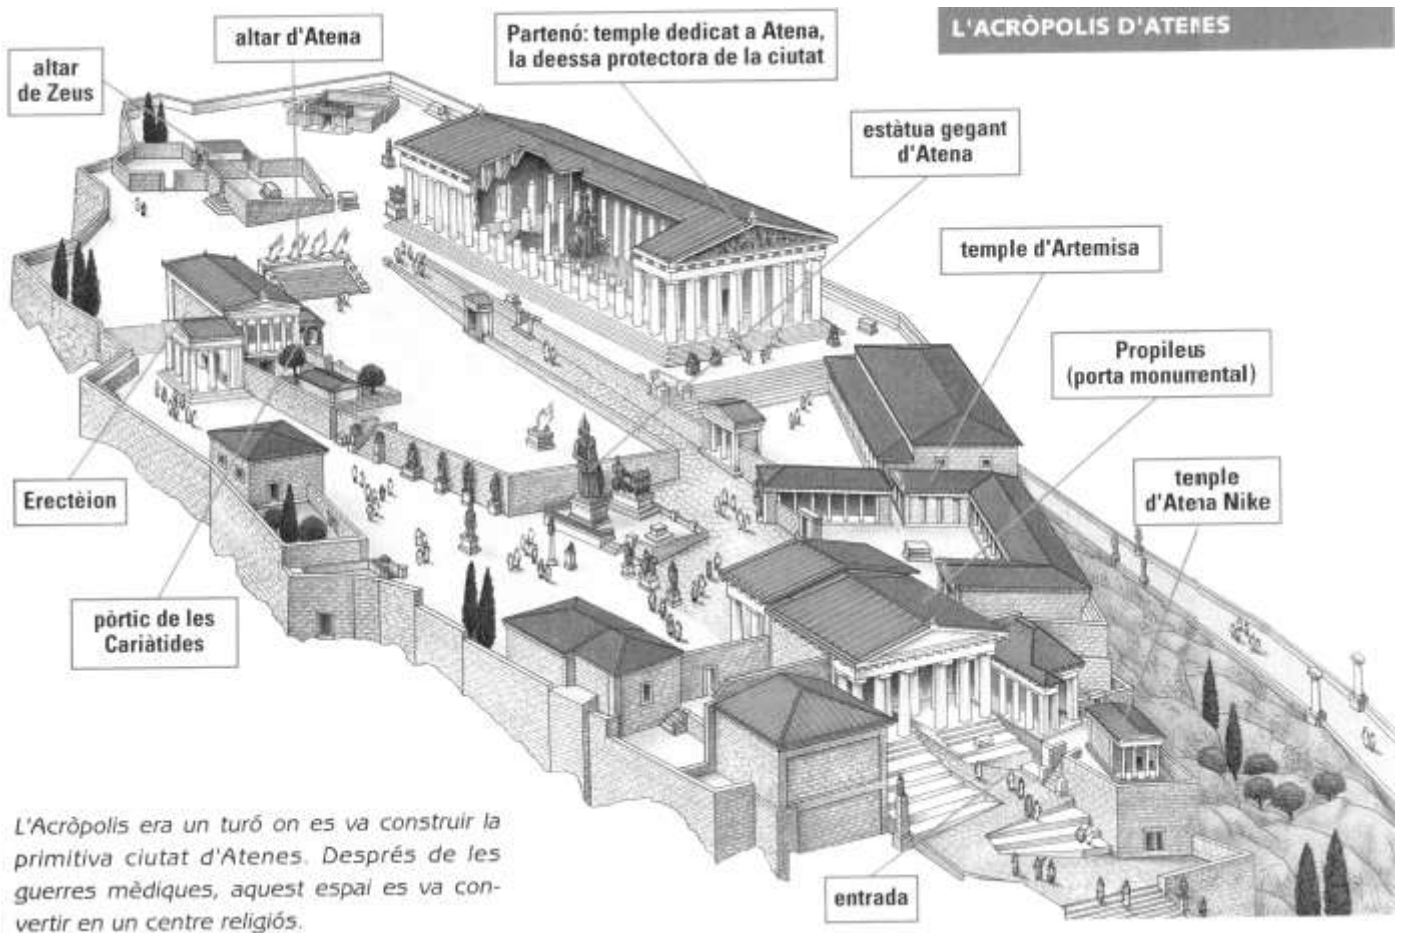 L'ACRÒPOLIS D'ATENES
altar d'Atena
Partenó: temple dedicat a Atena,
la deessa protectora de la ciutat
altar
de Zeus
estàtua gegant
d'Atena
temple d'Artemisa
Propileus
(porta monumental)
temple
d'Atena Nike
Erectèion
pòrtic de les
Cariàtides
entrada
L'Acròpolis era un turó on es va construir la
primitiva ciutat d'Atenes. Després de les
guerres mèdiques, aquest espai es va con-
vertir en un centre religiós.